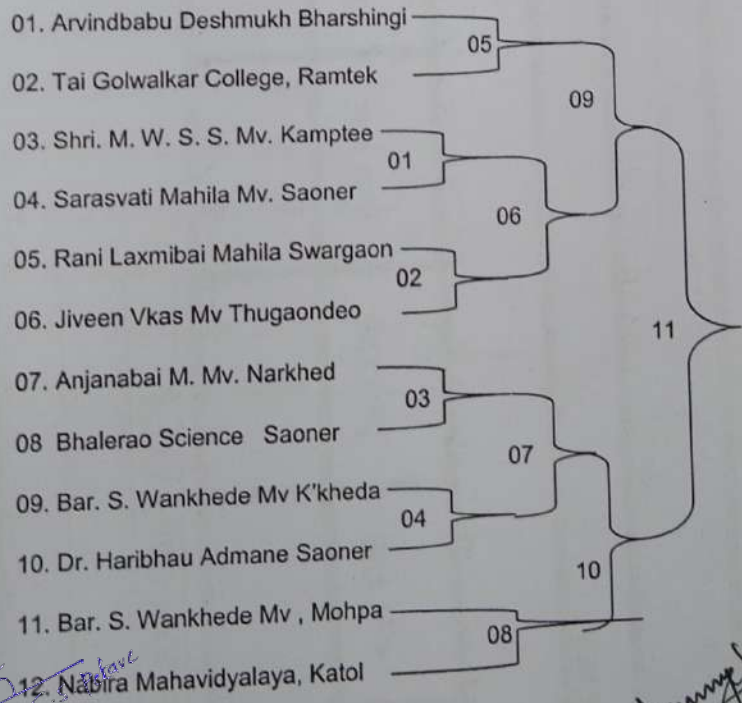 01. Arvindbabu Deshmukh Bharshingi
05
02. Tai Golwalkar College, Ramtek
09
03. Shri. M. W. S. S. Mv. Kamptee
01
04. Sarasvati Mahila Mv. Saoner
06
05. Rani Laxmibai Mahila Swargaon
02
06. Jiveen Vkas Mv Thugaondeo
11
07. Anjanabai M. Mv. Narkhed
03
08 Bhalerao Science Saoner
07
09. Bar. S. Wankhede Mv K'kheda
04
10. Dr. Haribhau Admane Saoner
10
11. Bar. S. Wankhede Mv , Mohpa
08
12. Nabira Mahavidyalaya, Katol